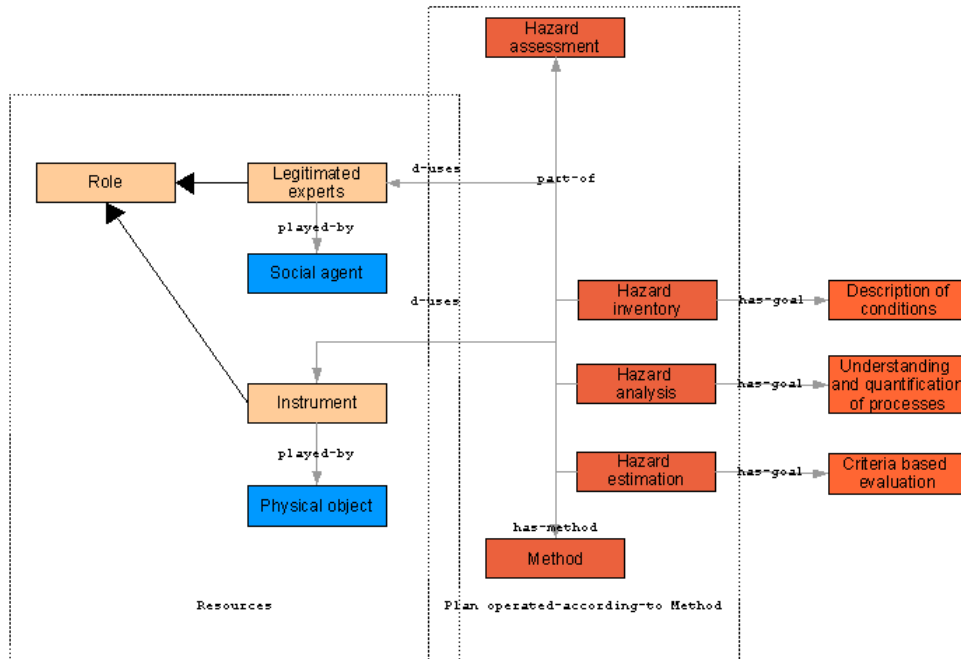 Hazard
assessment
Role
Legitimated
experts
d-uses
part-of
played-by
Social agent
d-uses
Hazard
inventory
has-goal
Description of
conditions
Instrument
Hazard
analysis
has-goal
Understanding
and quantification
of processes
played-by
Physical object
Hazard
estimation
has-goal
Criteria based
evaluation
has-method
Method
Resources
Plan operated-according-to Method